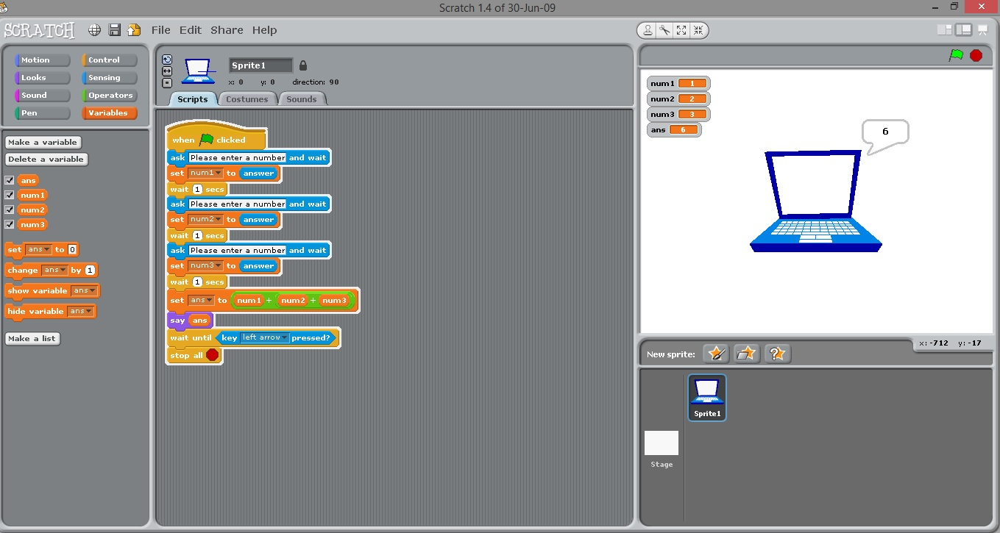 Scratch 1.4 of 30-Jun-09
SCRATCH File Edit Share Help
Motion Control
Looks Sensing
Sound Operators
Pen Variables
Make a variable
Delete a variable
ans
num1
num2
num3
set ans to 0
change ans by 1
show variable ans
hide variable ans
Make a list
Sprite1
x: 0 y: 0 direction: 90
Scripts Costumes Sounds
when clicked
ask Please enter a number and wait
set num1 to answer
wait 1 secs
ask Please enter a number and wait
set num2 to answer
wait 1 secs
ask Please enter a number and wait
set num3 to answer
wait 1 secs
set ans to num1 + num2 + num3
say ans
wait until key left arrow pressed?
stop all
num1 1
num2 2
num3 3
ans 6
6
x: -712 y: -17
New sprite:
Sprite1
Stage